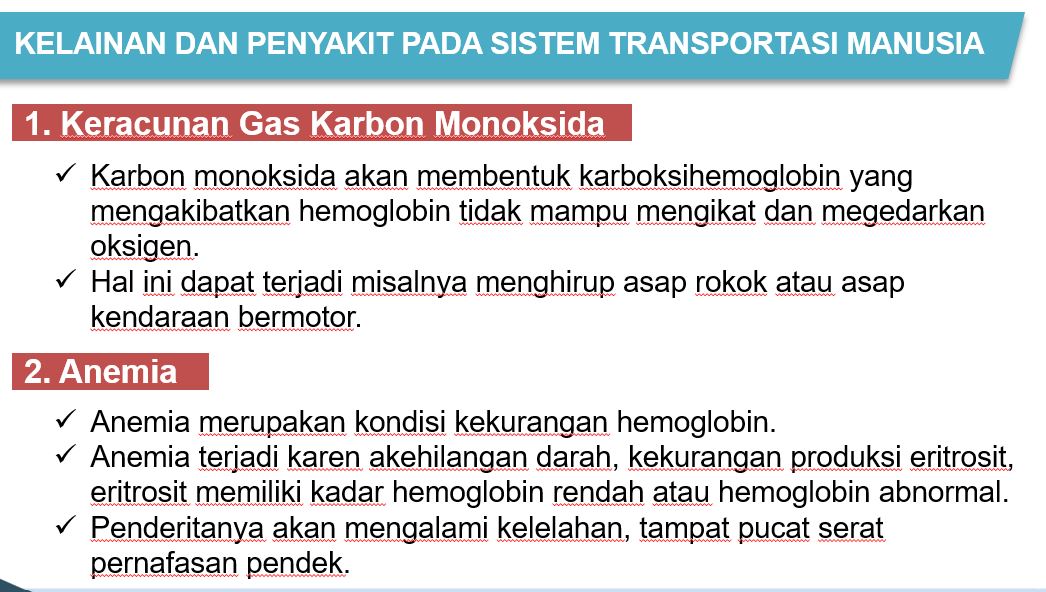 KELAINAN DAN PENYAKIT PADA SISTEM TRANSPORTASI MANUSIA
1. Keracunan Gas Karbon Monoksida
✓ Karbon monoksida akan membentuk karboksihemoglobin yang
mengakibatkan hemoglobin tidak mampu mengikat dan megedarkan
oksigen.
✓ Hal ini dapat terjadi misalnya menghirup asap rokok atau asap
kendaraan bermotor.
2. Anemia
✓ Anemia merupakan kondisi kekurangan hemoglobin.
✓ Anemia terjadi karen akehilangan darah, kekurangan produksi eritrosit,
eritrosit memiliki kadar hemoglobin rendah atau hemoglobin abnormal.
✓ Penderitanya akan mengalami kelelahan, tampat pucat serat
pernafasan pendek.